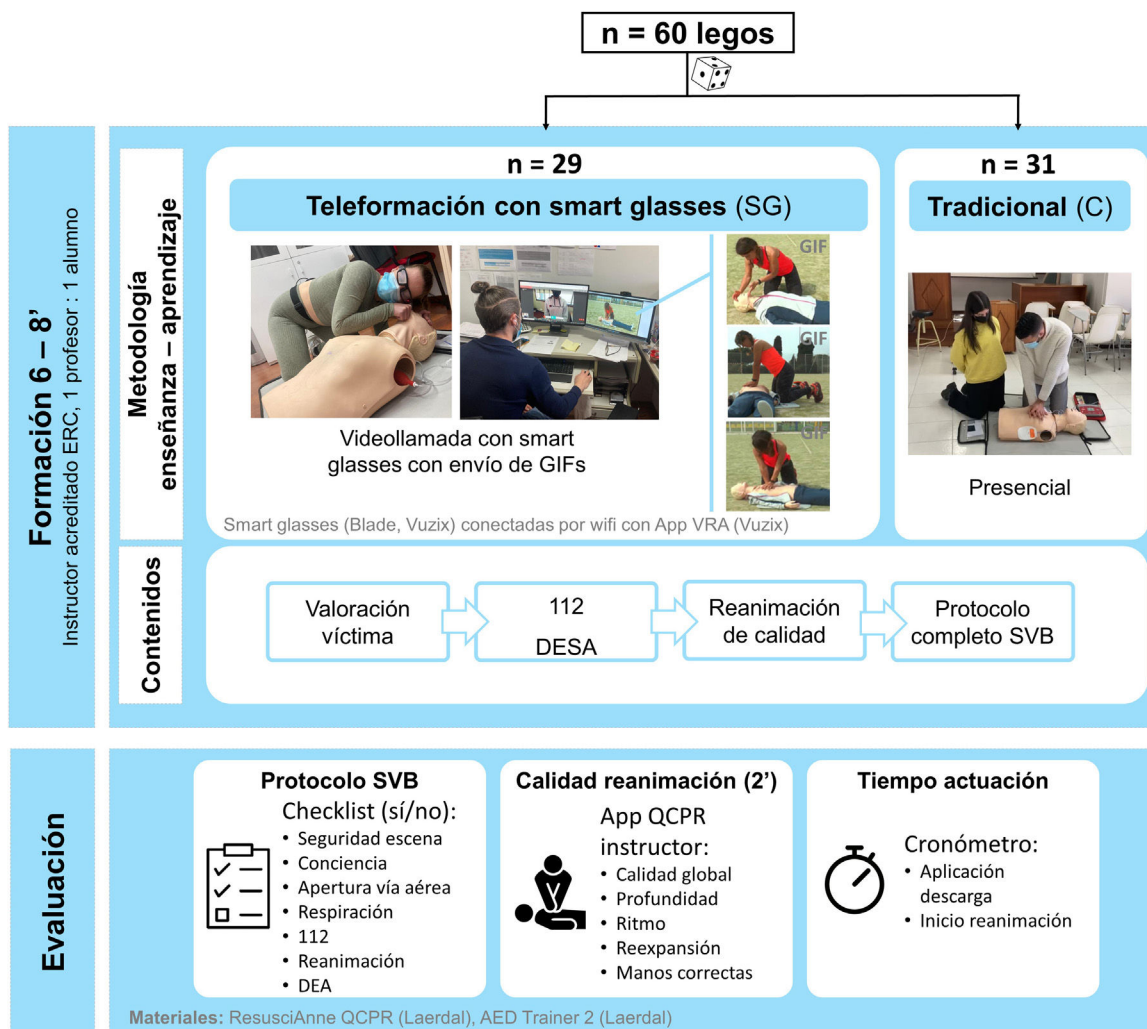 n = 60 legos
Formación 6 – 8’
Instructor acreditado ERC, 1 profesor : 1 alumno
Metodología
enseñanza – aprendizaje
n = 29
Teleformación con smart glasses (SG)
GIF
GIF
GIF
Videollamada con smart
glasses con envío de GIFs
Smart glasses (Blade, Vuzix) conectadas por wifi con App VRA (Vuzix)
n = 31
Tradicional (C)
Presencial
Contenidos
Valoración
víctima
112
DESA
Reanimación
de calidad
Protocolo
completo SVB
Evaluación
Protocolo SVB
Checklist (sí/no):
• Seguridad escena
• Conciencia
• Apertura vía aérea
• Respiración
• 112
• Reanimación
• DEA
Calidad reanimación (2’)
App QCPR
instructor:
• Calidad global
• Profundidad
• Ritmo
• Reexpansión
• Manos correctas
Tiempo actuación
Cronómetro:
• Aplicación
descarga
• Inicio reanimación
Materiales: ResusciAnne QCPR (Laerdal), AED Trainer 2 (Laerdal)